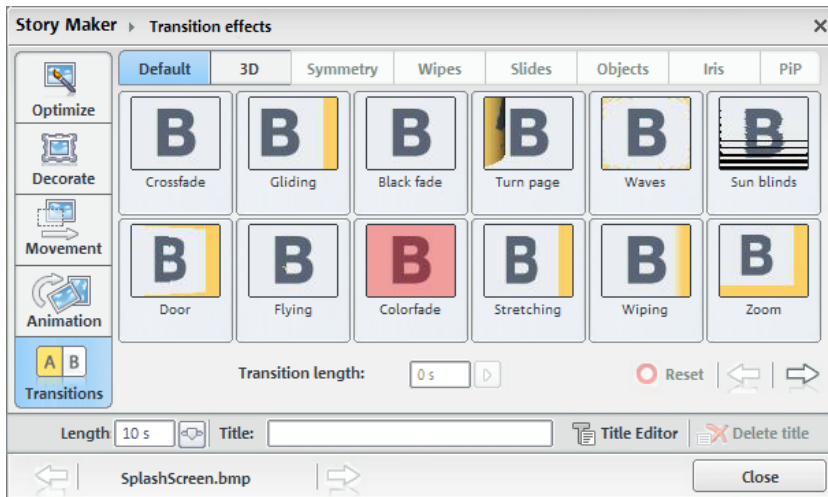 Story Maker ▸ Transition effects
Default 3D Symmetry Wipes Slides Objects Iris PiP
Optimize
Decorate
Movement
Animation
A B
Transitions
B B B B B B
Crossfade Gliding Black fade Turn page Waves Sun blinds
B B B B B B
Door Flying Colorfade Stretching Wiping Zoom
Transition length: 0 s Reset
Length: 10 s Title: Title Editor Delete title
SplashScreen.bmp Close